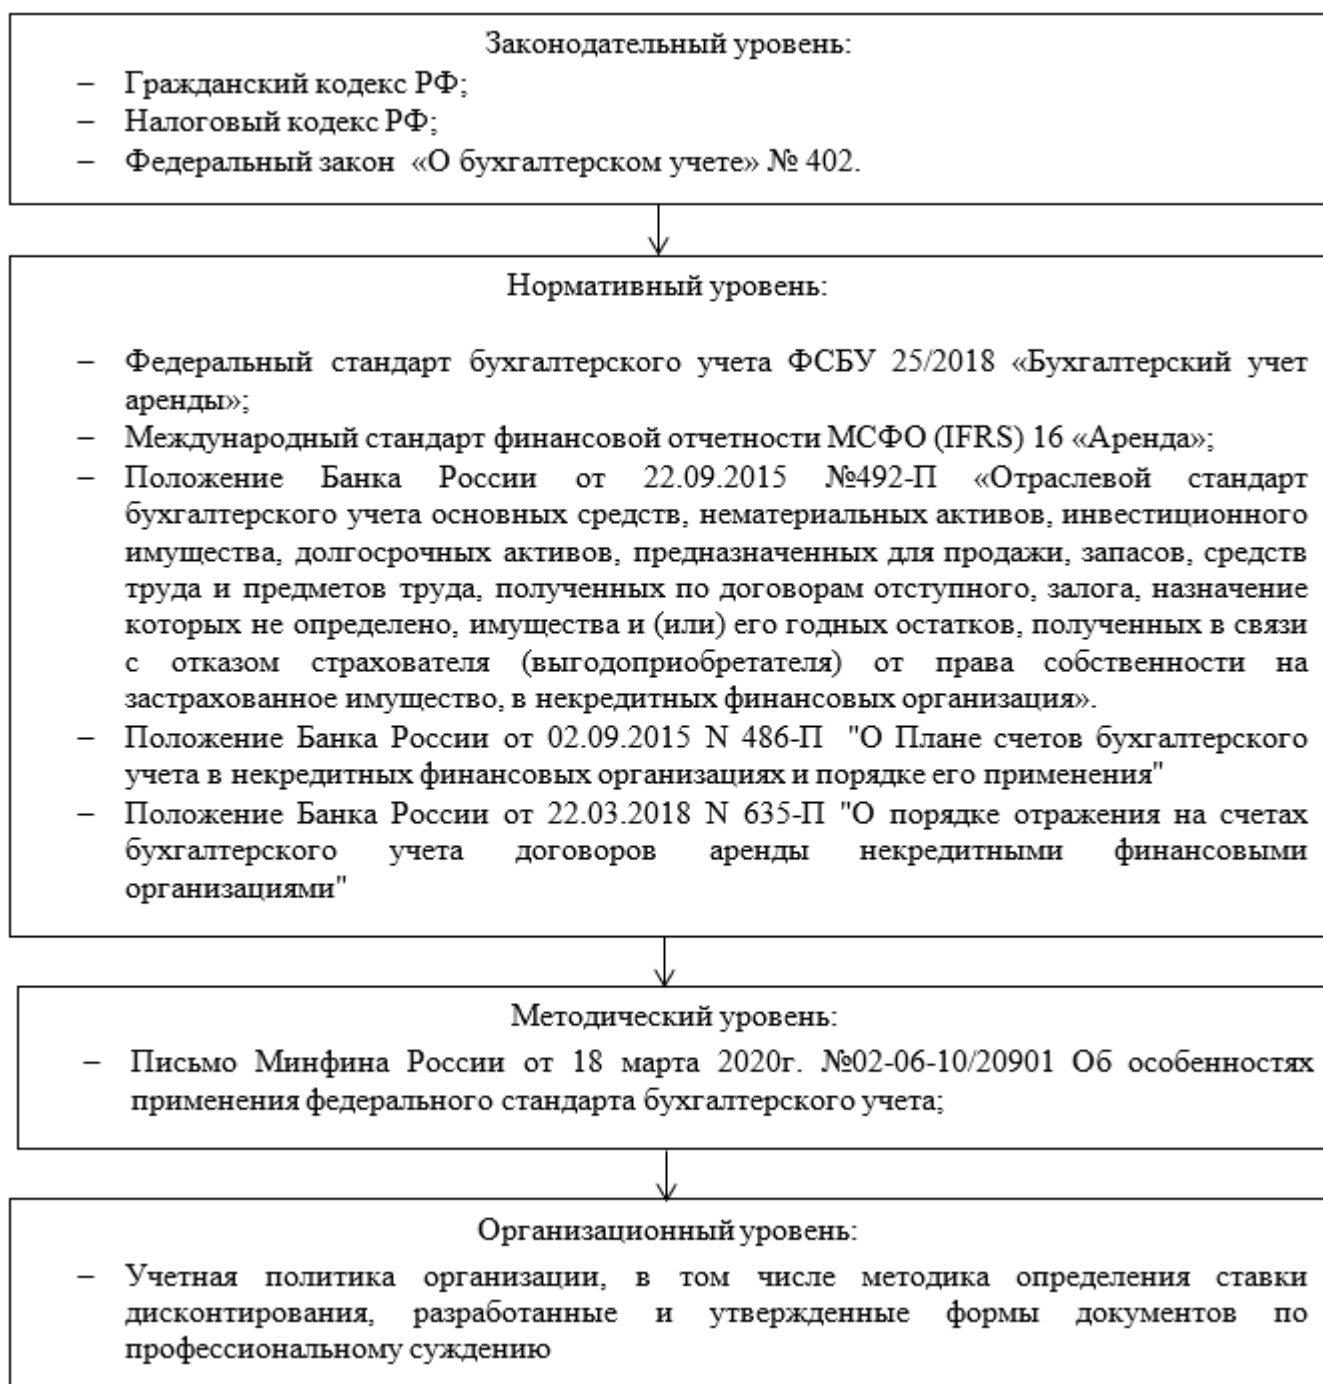 Законодательный уровень:
– Гражданский кодекс РФ;
– Налоговый кодекс РФ;
– Федеральный закон «О бухгалтерском учете» № 402.
Нормативный уровень:
– Федеральный стандарт бухгалтерского учета ФСБУ 25/2018 «Бухгалтерский учет
аренды»;
– Международный стандарт финансовой отчетности МСФО (IFRS) 16 «Аренда»;
– Положение Банка России от 22.09.2015 №492-П «Отраслевой стандарт
бухгалтерского учета основных средств, нематериальных активов, инвестиционного
имущества, долгосрочных активов, предназначенных для продажи, запасов, средств
труда и предметов труда, полученных по договорам отступного, залога, назначение
которых не определено, имущества и (или) его годных остатков, полученных в связи
с отказом страхователя (выгодоприобретателя) от права собственности на
застрахованное имущество, в некредитных финансовых организация».
– Положение Банка России от 02.09.2015 N 486-П "О Плане счетов бухгалтерского
учета в некредитных финансовых организациях и порядке его применения"
– Положение Банка России от 22.03.2018 N 635-П "О порядке отражения на счетах
бухгалтерского учета договоров аренды некредитными финансовыми
организациями"
Методический уровень:
– Письмо Минфина России от 18 марта 2020г. №02-06-10/20901 Об особенностях
применения федерального стандарта бухгалтерского учета;
Организационный уровень:
– Учетная политика организации, в том числе методика определения ставки
дисконтирования, разработанные и утвержденные формы документов по
профессиональному суждению